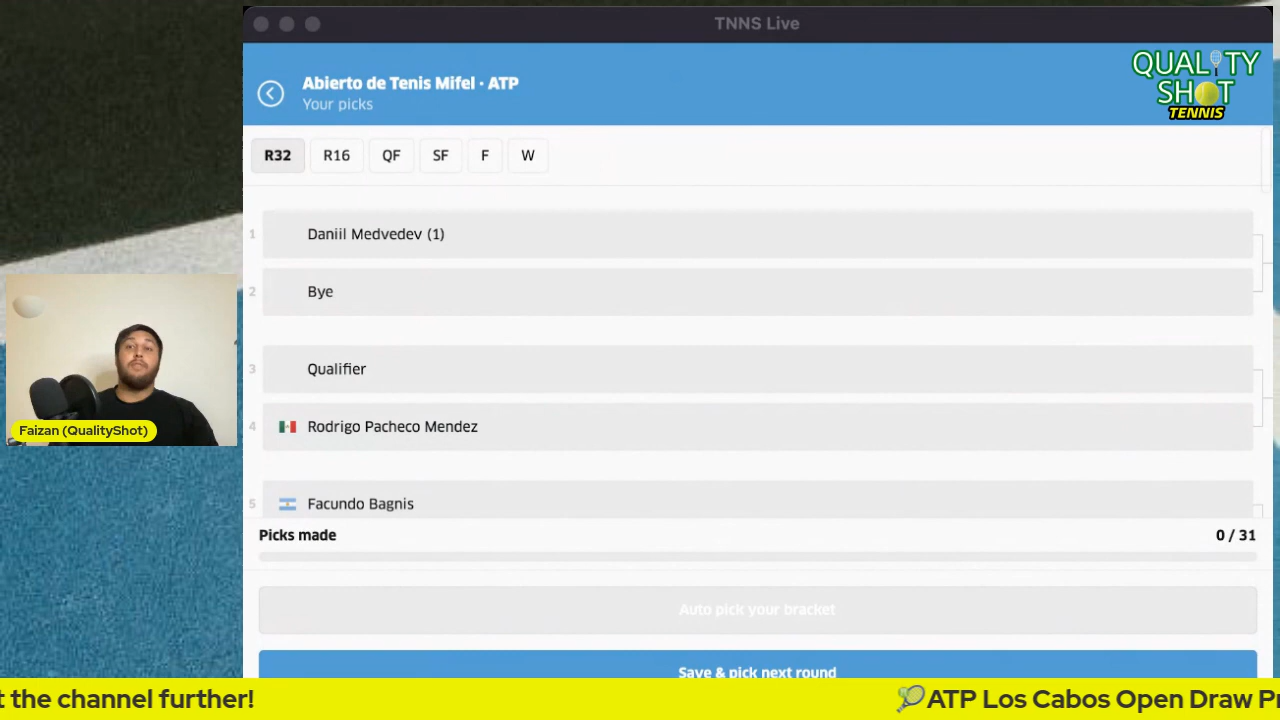 TNNS Live
Abierto de Tenis Mifel · ATP
Your picks
QUALITY
SHOT
TENNIS
R32 R16 QF SF F W
1 Daniil Medvedev (1)
2 Bye
3 Qualifier
4 Rodrigo Pacheco Mendez
5 Facundo Bagnis
Picks made 0 / 31
Auto pick your bracket
Save & pick next round
Faizan (QualityShot)
t the channel further! ATP Los Cabos Open Draw Pr